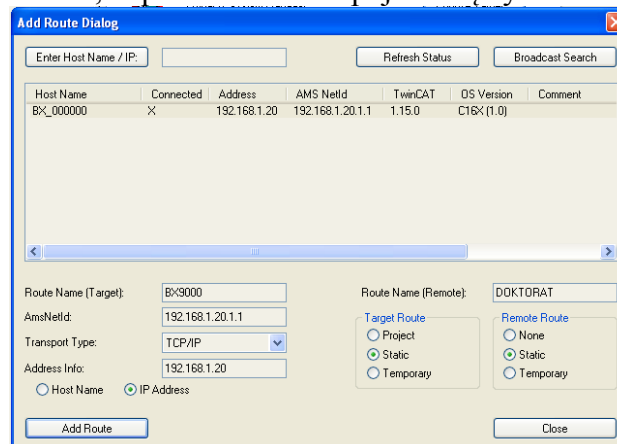 Add Route Dialog
Enter Host Name / IP: Refresh Status Broadcast Search
Host Name Connected Address AMS NetId TwinCAT OS Version Comment
BX_000000 X 192.168.1.20 192.168.1.20.1.1 1.15.0 C16X (1.0)
Route Name (Target): BX9000 Route Name (Remote): DOKTORAT
AmsNetId: 192.168.1.20.1.1 Target Route Remote Route
Transport Type: TCP/IP Project None
Address Info: 192.168.1.20 Static Static
Host Name IP Address Temporary Temporary
Add Route Close